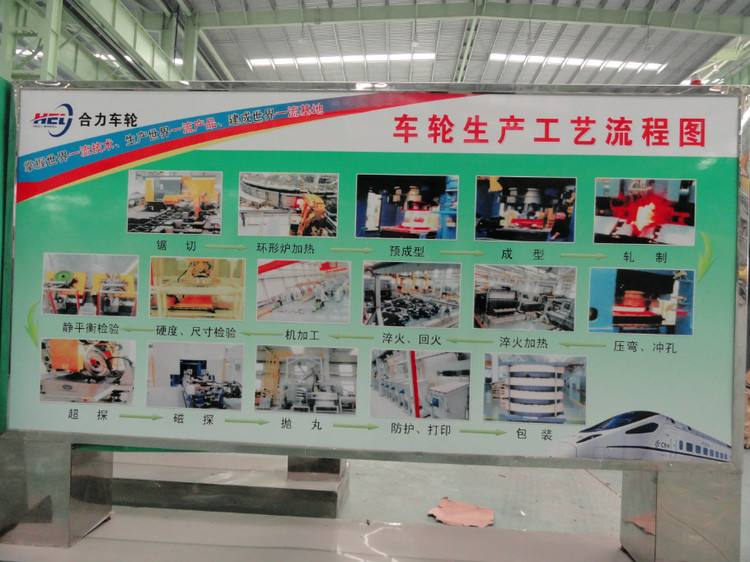 HELI 合力车轮
掌握世界一流技术、生产世界一流产品、建成世界一流基地
车轮生产工艺流程图
锯 切 环形炉加热 预成型 成 型 轧 制
静平衡检验 硬度、尺寸检验 机加工 淬火、回火 淬火加热 压弯、冲孔
超 探 磁 探 抛 丸 防护、打印 包 装